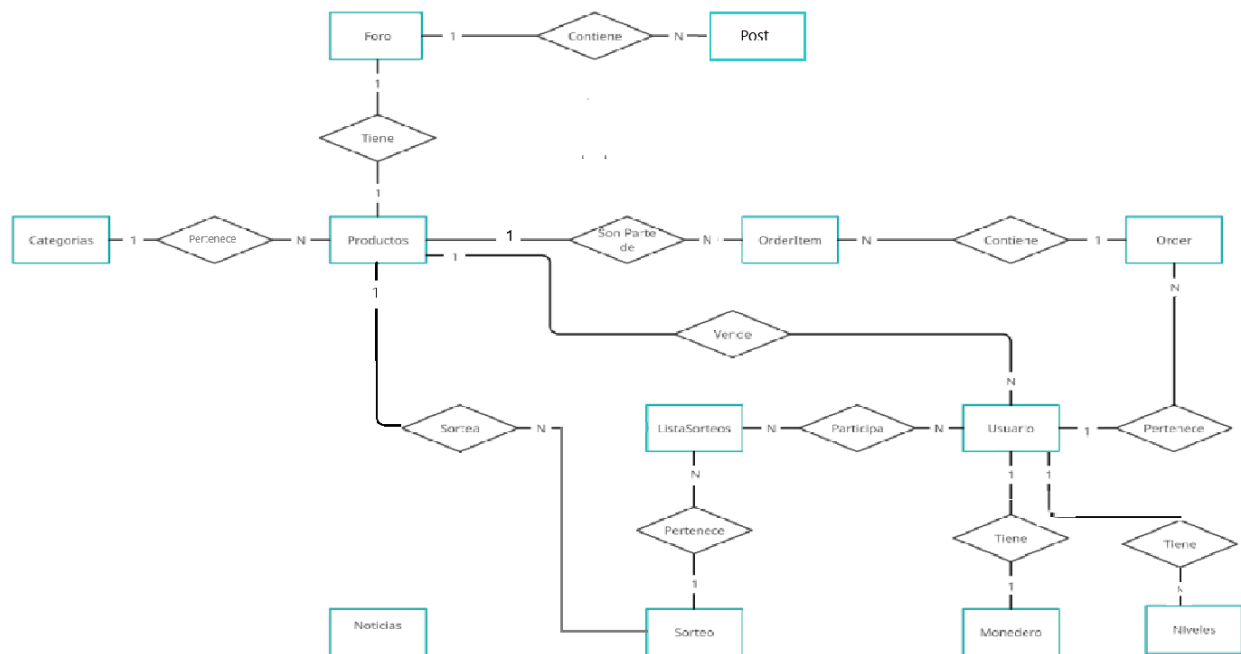 Foro
1
Contiene
N
Post
1
Tiene
1
Categorias
1
Pertenece
N
Productos
1
Son Parte
de
N
OrderItem
N
Contiene
1
Order
1
1
N
Vende
N
Sortea
N
ListaSorteos
N
Participa
N
Usuario
1
Pertenece
N
1
1
Pertenece
Tiene
Tiene
1
1
N
Noticias
Sorteo
Monedero
Niveles